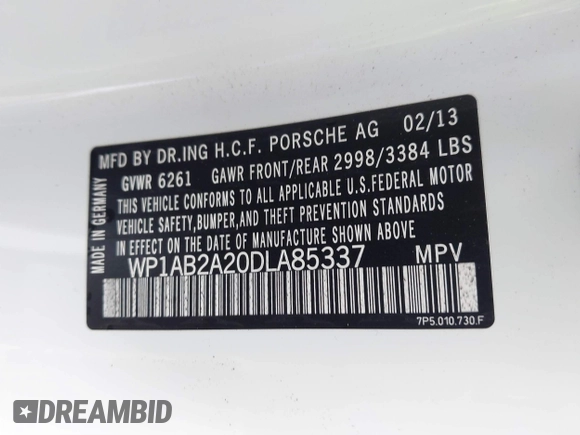 MFD BY DR.ING H.C.F. PORSCHE AG 02/13
GVWR 6261 GAWR FRONT/REAR 2998/3384 LBS
THIS VEHICLE CONFORMS TO ALL APPLICABLE U.S.FEDERAL MOTOR
VEHICLE SAFETY,BUMPER,AND THEFT PREVENTION STANDARDS
IN EFFECT ON THE DATE OF MANUFACTURE SHOWN ABOVE
WP1AB2A20DLA85337 MPV
MADE IN GERMANY
7P5.010.730.F
DREAMBID